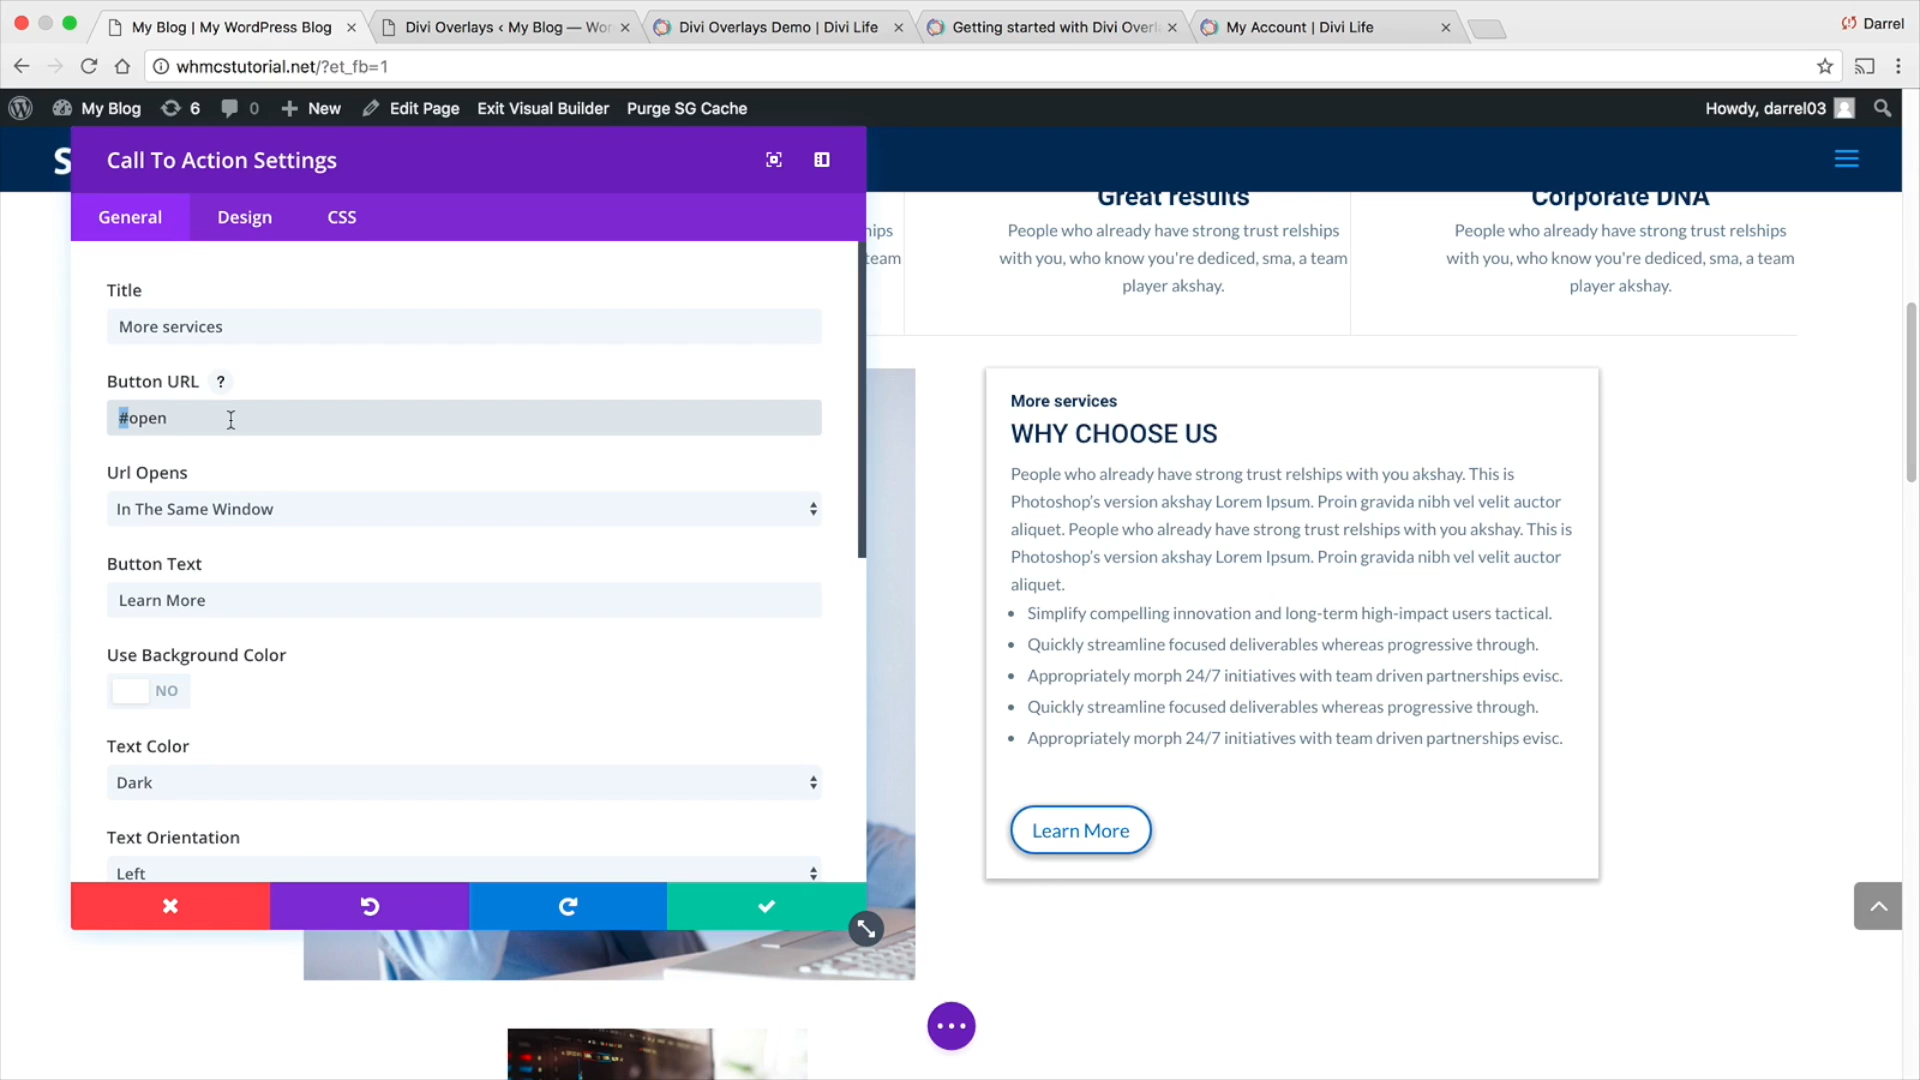 My Blog | My WordPress Blog
Divi Overlays ‹ My Blog — Wor
Divi Overlays Demo | Divi Life
Getting started with Divi Overl
My Account | Divi Life
Darrel
whmcstutorial.net/?et_fb=1
My Blog
6
0
New
Edit Page
Exit Visual Builder
Purge SG Cache
Howdy, darrel03
S
Call To Action Settings
General
Design
CSS
Title
More services
Button URL ?
#open
Url Opens
In The Same Window
Button Text
Learn More
Use Background Color
NO
Text Color
Dark
Text Orientation
Left
hips
team
Great results
People who already have strong trust relships
with you, who know you're dediced, sma, a team
player akshay.
Corporate DNA
People who already have strong trust relships
with you, who know you're dediced, sma, a team
player akshay.
More services
WHY CHOOSE US
People who already have strong trust relships with you akshay. This is
Photoshop's version akshay Lorem Ipsum. Proin gravida nibh vel velit auctor
aliquet. People who already have strong trust relships with you akshay. This is
Photoshop's version akshay Lorem Ipsum. Proin gravida nibh vel velit auctor
aliquet.
• Simplify compelling innovation and long-term high-impact users tactical.
• Quickly streamline focused deliverables whereas progressive through.
• Appropriately morph 24/7 initiatives with team driven partnerships evisc.
• Quickly streamline focused deliverables whereas progressive through.
• Appropriately morph 24/7 initiatives with team driven partnerships evisc.
Learn More